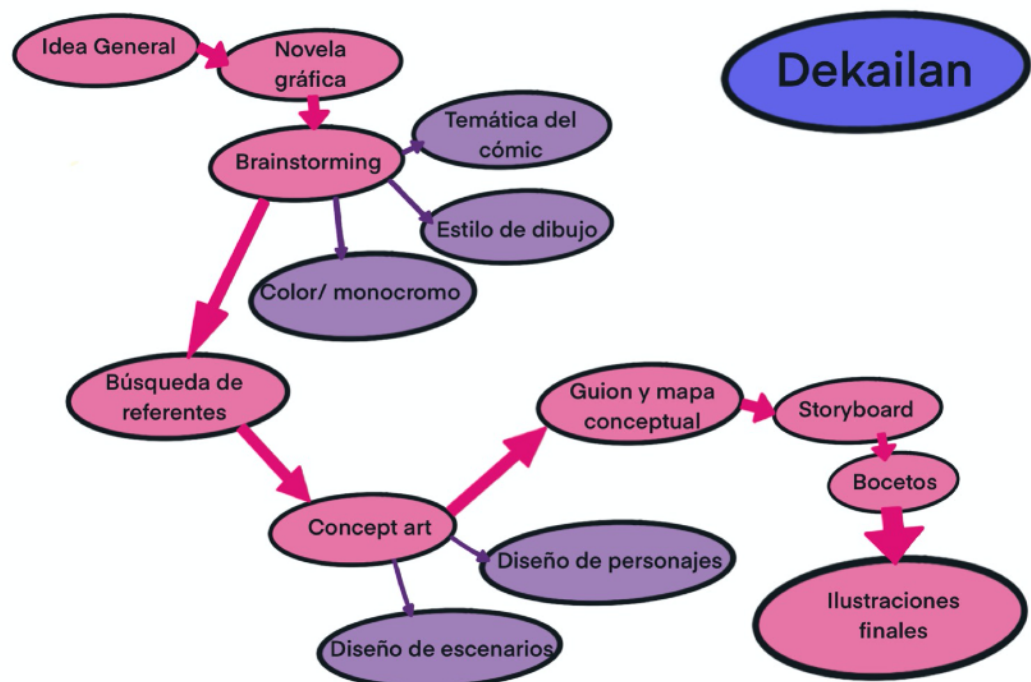 Idea General
Novela
gráfica
Dekailan
Brainstorming
Temática del
cómic
Estilo de dibujo
Color/ monocromo
Búsqueda de
referentes
Concept art
Diseño de personajes
Diseño de escenarios
Guion y mapa
conceptual
Storyboard
Bocetos
Ilustraciones
finales